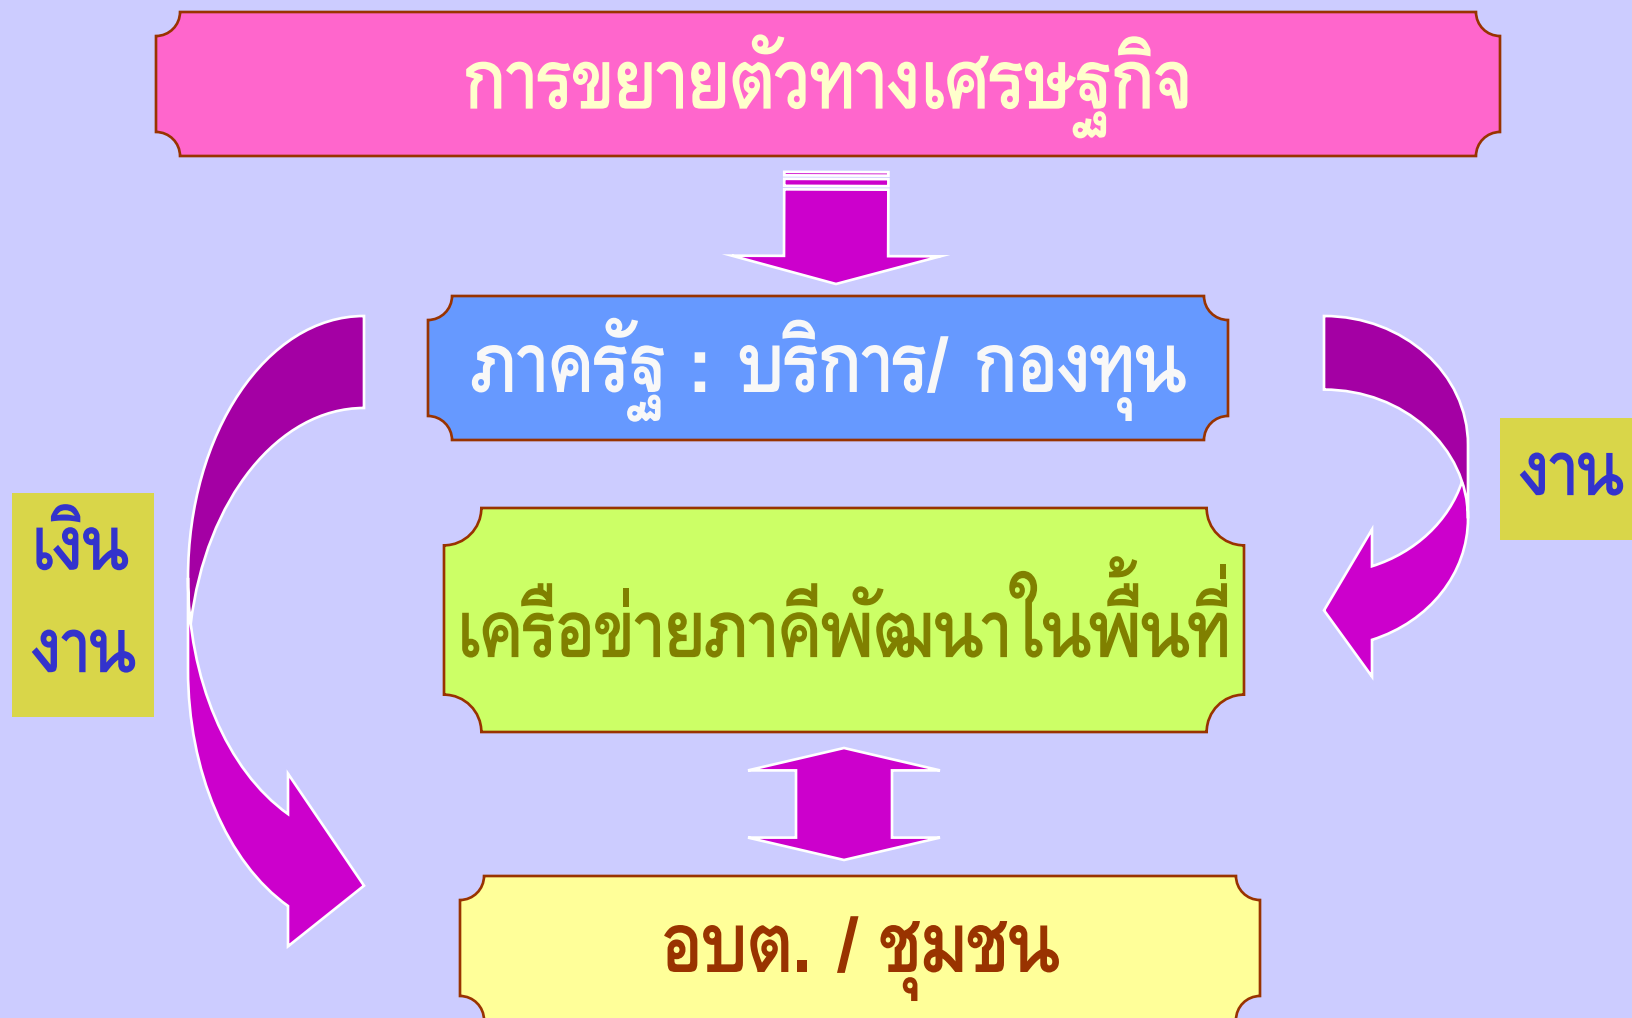 การขยายตัวทางเศรษฐกิจ
ภาครัฐ : บริการ/ กองทุน
งาน
เงิน
งาน
เครือข่ายภาคีพัฒนาในพื้นที่
อบต. / ชุมชน